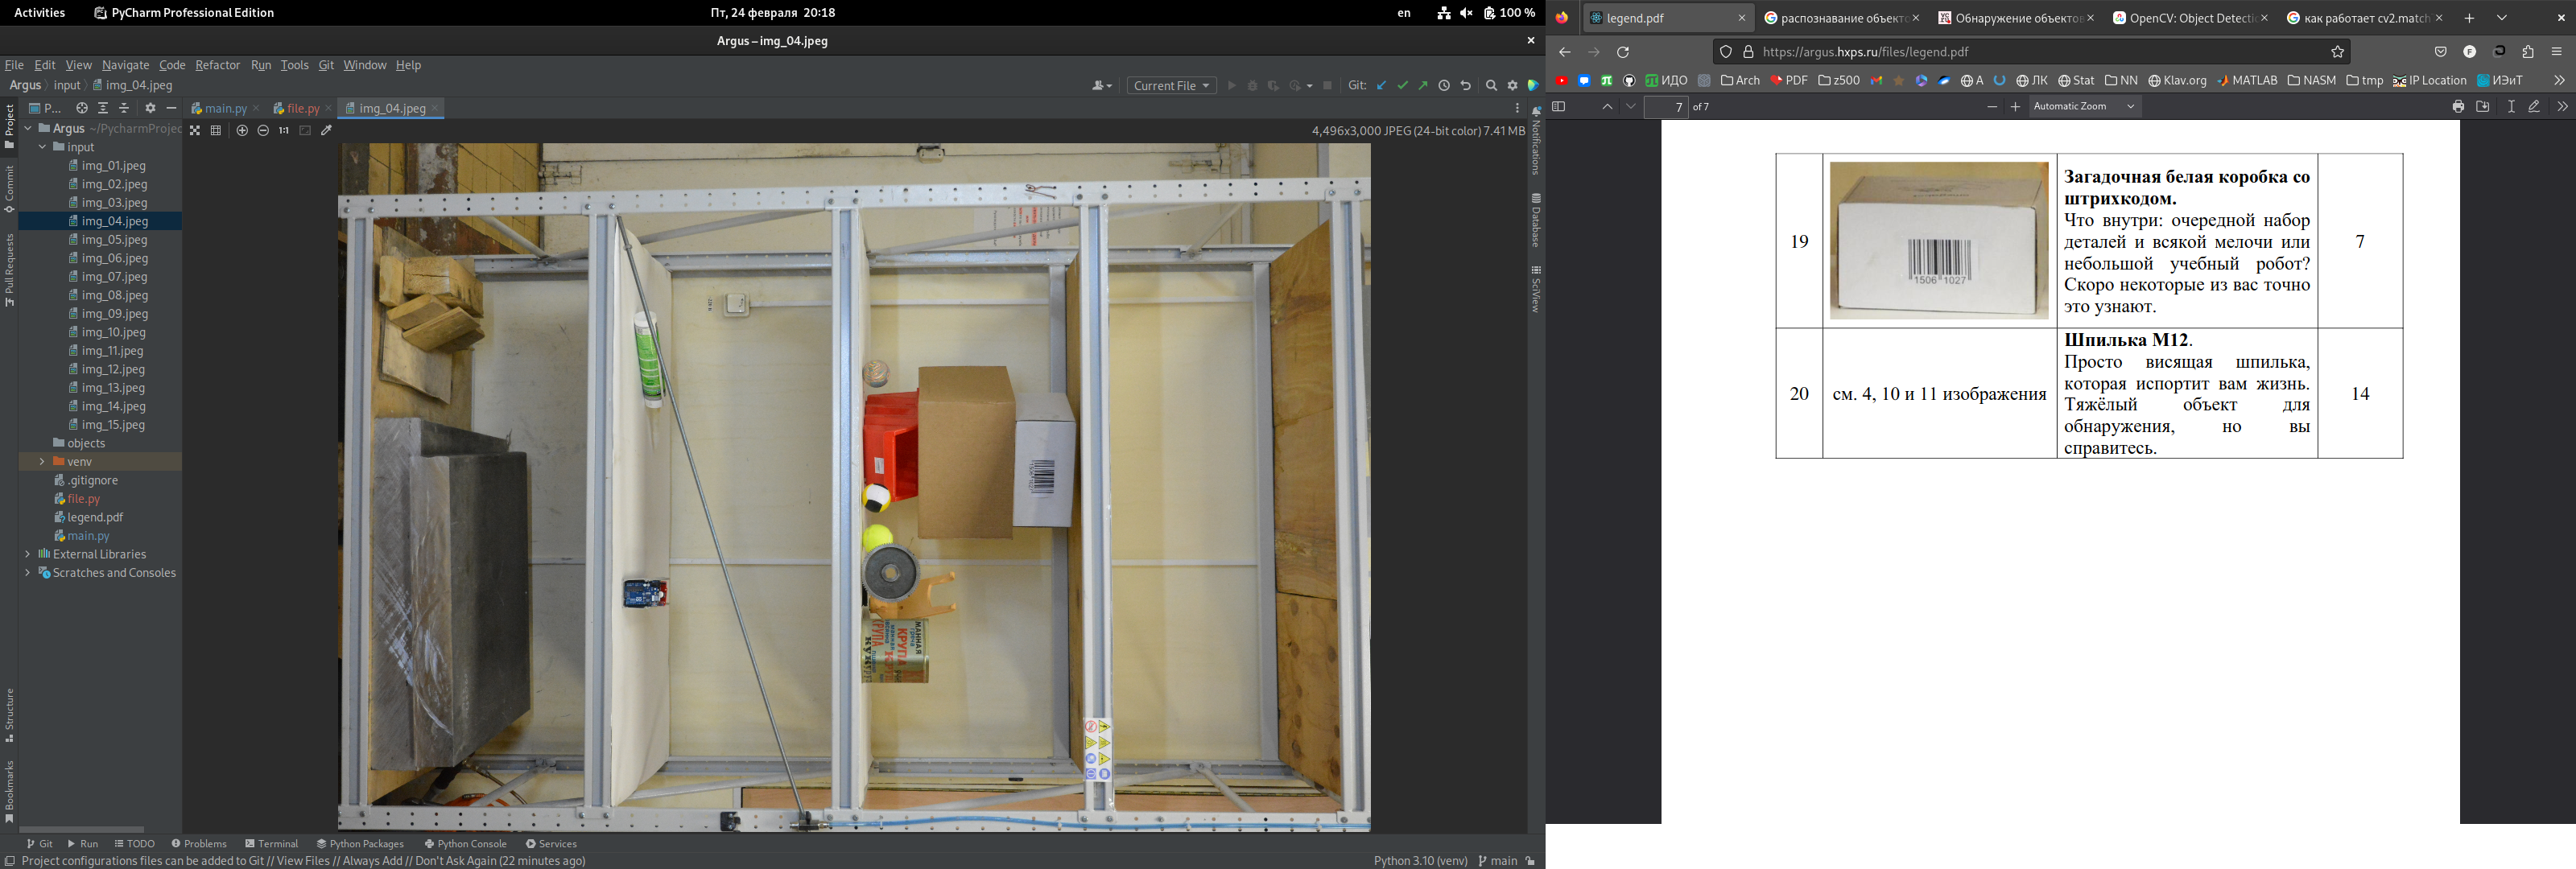 Activities
PyCharm Professional Edition
Пт, 24 февраля 20:18
en
100 %
Argus – img_04.jpeg
File Edit View Navigate Code Refactor Run Tools Git Window Help
Argus input img_04.jpeg
Current File
Git:
P...
main.py
file.py
img_04.jpeg
1:1
4,496x3,000 JPEG (24-bit color) 7.41 MB
Project
Commit
Pull Requests
Structure
Bookmarks
Argus ~/PycharmProjec
input
img_01.jpeg
img_02.jpeg
img_03.jpeg
img_04.jpeg
img_05.jpeg
img_06.jpeg
img_07.jpeg
img_08.jpeg
img_09.jpeg
img_10.jpeg
img_11.jpeg
img_12.jpeg
img_13.jpeg
img_14.jpeg
img_15.jpeg
objects
venv
.gitignore
file.py
legend.pdf
main.py
External Libraries
Scratches and Consoles
МАННАЯ
КРУПА
Notifications
Database
SciView
Git Run TODO Problems Terminal Python Packages Python Console Services
Project configurations files can be added to Git // View Files // Always Add // Don't Ask Again (22 minutes ago)
Python 3.10 (venv)
main
legend.pdf
распознавание объекто
Обнаружение объектов
OpenCV: Object Detecti
как работает cv2.match
https://argus.hxps.ru/files/legend.pdf
ИДО Arch PDF z500 A ЛК Stat NN Klav.org MATLAB NASM tmp IP Location ИЭиТ
7 of 7
Automatic Zoom
19
1506 1027
Загадочная белая коробка со
штрихкодом.
Что внутри: очередной набор
деталей и всякой мелочи или
небольшой учебный робот?
Скоро некоторые из вас точно
это узнают.
7
20
см. 4, 10 и 11 изображения
Шпилька М12.
Просто висящая шпилька,
которая испортит вам жизнь.
Тяжёлый объект для
обнаружения, но вы
справитесь.
14